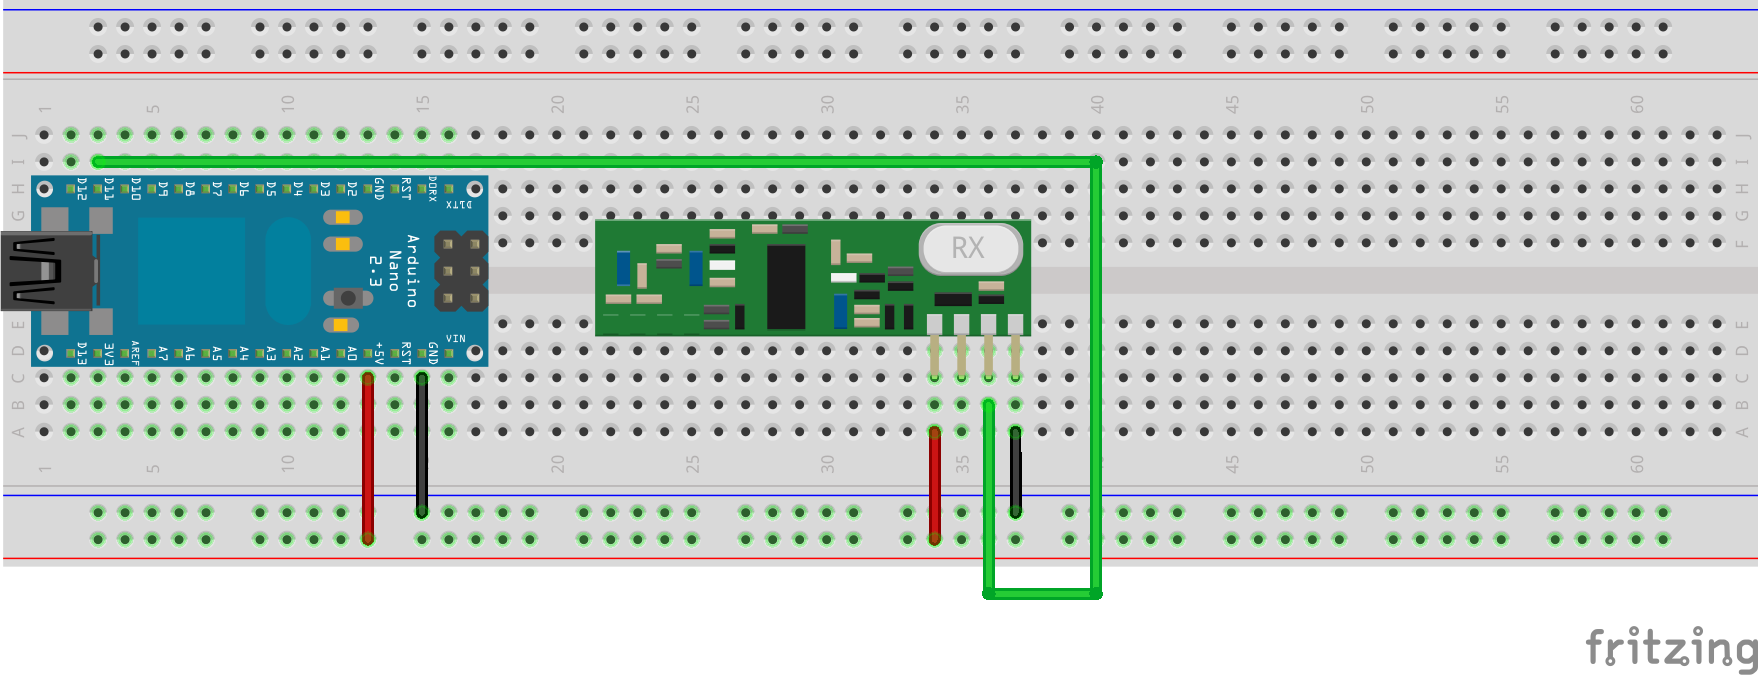 1 5 10 15 20 25 30 35 40 45 50 55 60
J J
I I
H H
G G
F F
E E
D D
C C
B B
A A
D12 D11 D10 D9 D8 D7 D6 D5 D4 D3 D2 GND RST D0RX D1TX
Arduino
Nano
2.3
D13 3V3 AREF A7 A6 A5 A4 A3 A2 A1 A0 +5V RST GND VIN
RX
1 5 10 15 20 25 30 35 40 45 50 55 60
fritzing